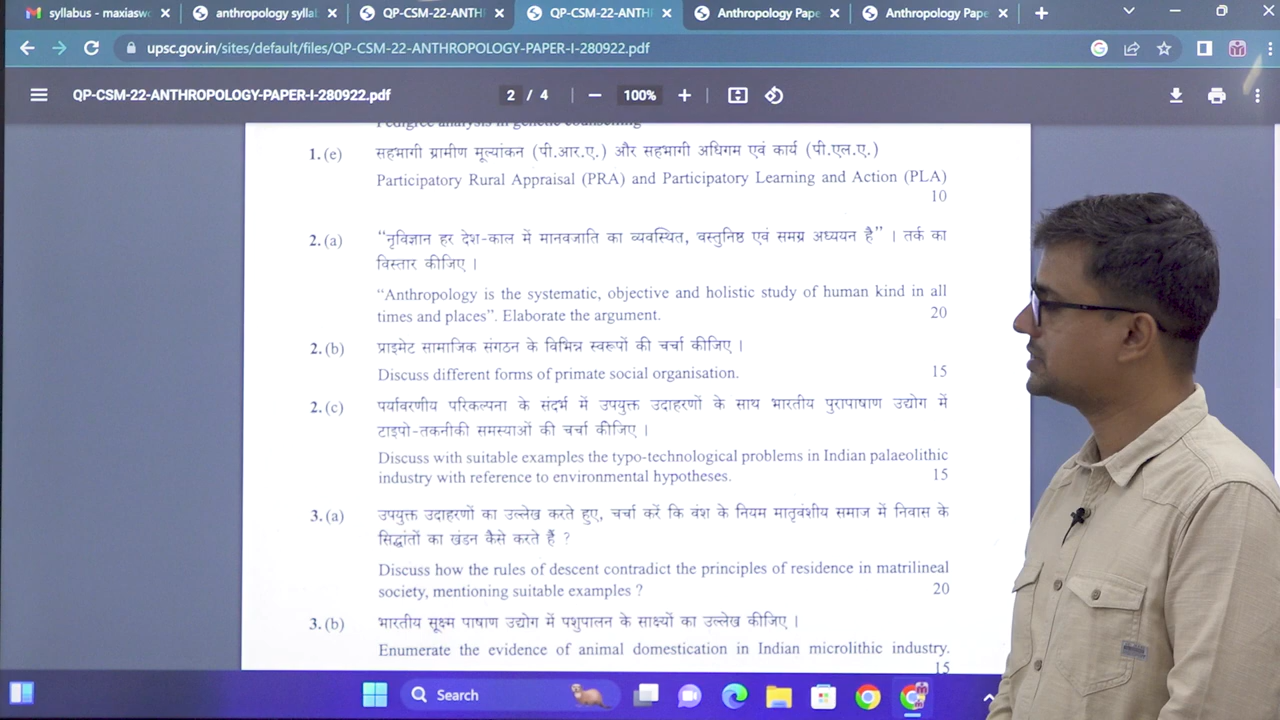 syllabus - maxiasw
anthropology sylla
QP-CSM-22-ANTH
QP-CSM-22-ANTH
Anthropology Pape
Anthropology Pape
upsc.gov.in/sites/default/files/QP-CSM-22-ANTHROPOLOGY-PAPER-I-280922.pdf
QP-CSM-22-ANTHROPOLOGY-PAPER-I-280922.pdf
2 / 4
100%
Pedigree analysis in genetic counselling
1. (e) सहभागी ग्रामीण मूल्यांकन (पी.आर.ए.) और सहभागी अधिगम एवं कार्य (पी.एल.ए.)
Participatory Rural Appraisal (PRA) and Participatory Learning and Action (PLA)
10
2. (a) “नृविज्ञान हर देश-काल में मानवजाति का व्यवस्थित, वस्तुनिष्ठ एवं समग्र अध्ययन है” । तर्क का
विस्तार कीजिए ।
“Anthropology is the systematic, objective and holistic study of human kind in all
times and places”. Elaborate the argument. 20
2. (b) प्राइमेट सामाजिक संगठन के विभिन्न स्वरूपों की चर्चा कीजिए ।
Discuss different forms of primate social organisation. 15
2. (c) पर्यावरणीय परिकल्पना के संदर्भ में उपयुक्त उदाहरणों के साथ भारतीय पुरापाषाण उद्योग में
टाइपो-तकनीकी समस्याओं की चर्चा कीजिए ।
Discuss with suitable examples the typo-technological problems in Indian palaeolithic
industry with reference to environmental hypotheses. 15
3. (a) उपयुक्त उदाहरणों का उल्लेख करते हुए, चर्चा करें कि वंश के नियम मातृवंशीय समाज में निवास के
सिद्धांतों का खंडन कैसे करते हैं ?
Discuss how the rules of descent contradict the principles of residence in matrilineal
society, mentioning suitable examples ? 20
3. (b) भारतीय सूक्ष्म पाषाण उद्योग में पशुपालन के साक्ष्यों का उल्लेख कीजिए ।
Enumerate the evidence of animal domestication in Indian microlithic industry.
15
Search